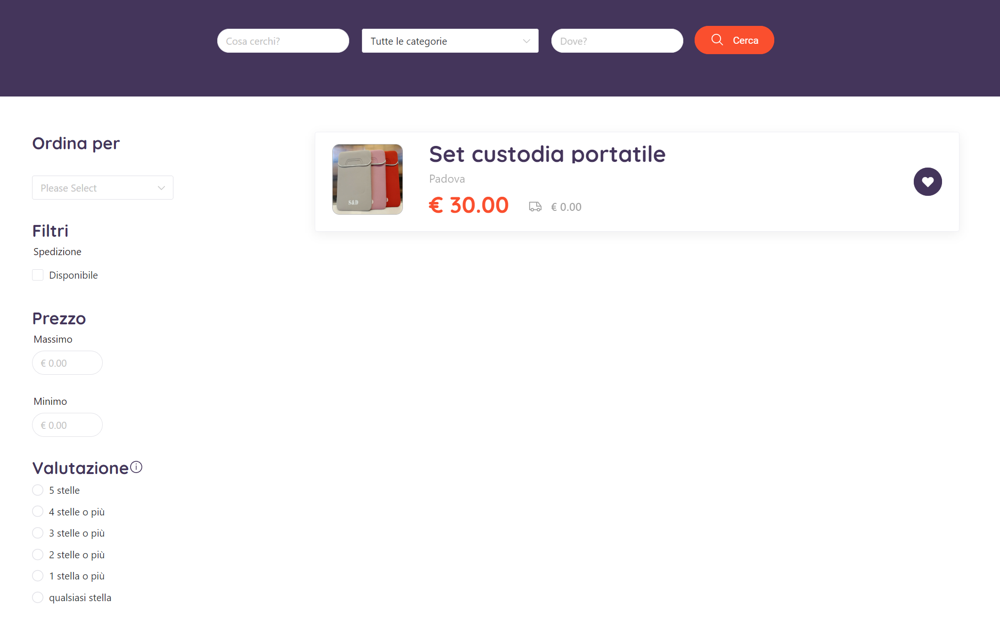 Cosa cerchi?
Tutte le categorie
Dove?
Cerca
Ordina per
Please Select
Filtri
Spedizione
Disponibile
Prezzo
Massimo
€ 0.00
Minimo
€ 0.00
Valutazione
5 stelle
4 stelle o più
3 stelle o più
2 stelle o più
1 stella o più
qualsiasi stella
S&D
Set custodia portatile
Padova
€ 30.00
€ 0.00